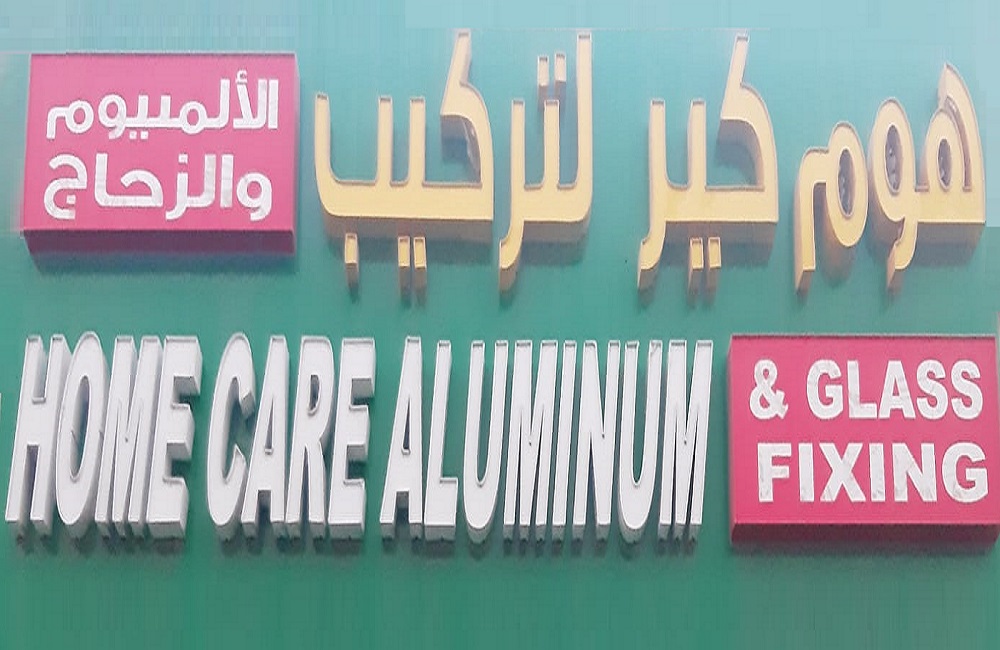 هوم كير لتركيب
الألمنيوم
والزجاج
HOME CARE ALUMINUM
& GLASS
FIXING